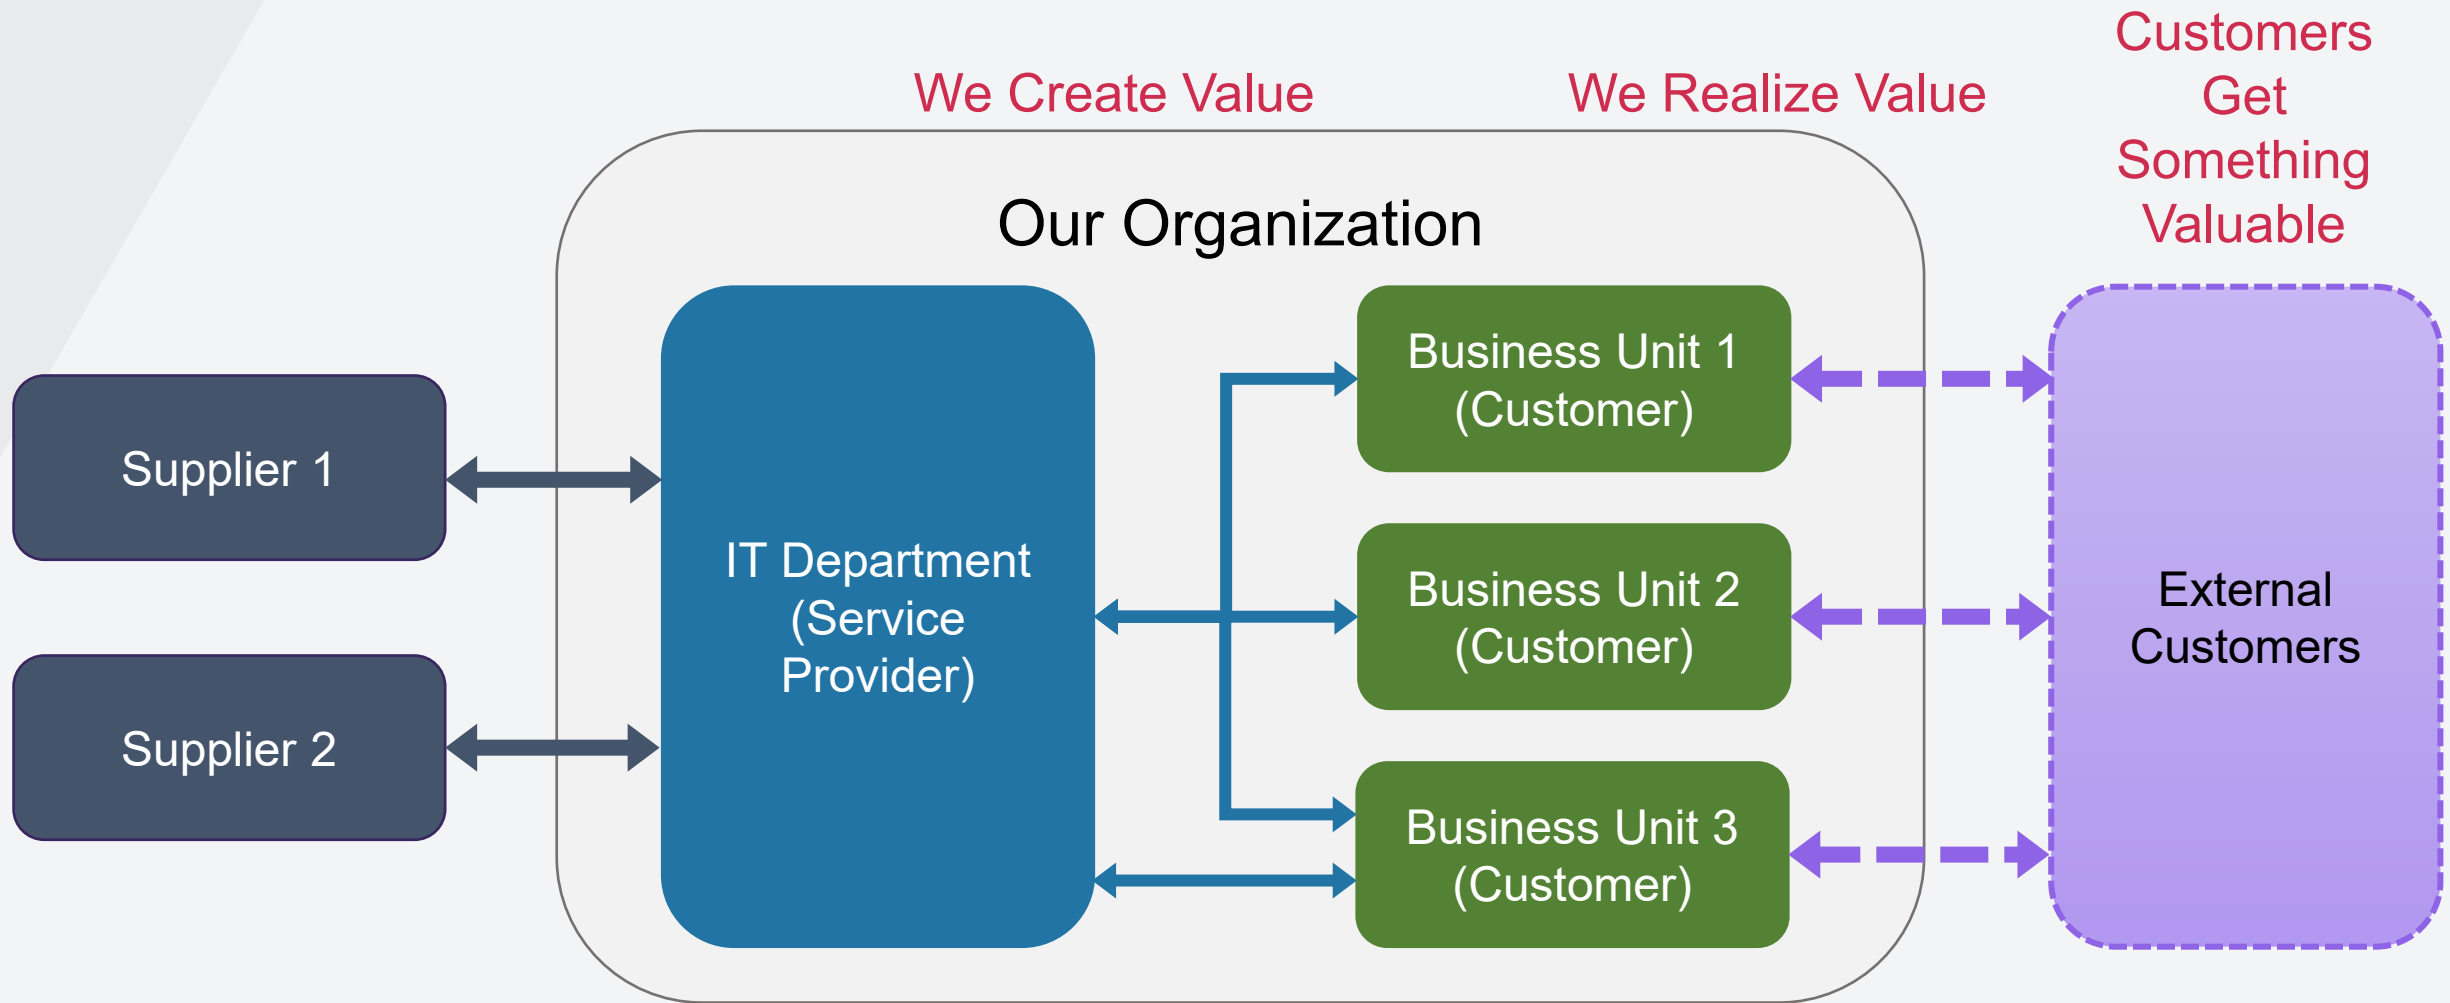 Customers
Get
Something
Valuable
We Create Value
We Realize Value
Our Organization
Supplier 1
Supplier 2
IT Department
(Service
Provider)
Business Unit 1
(Customer)
Business Unit 2
(Customer)
Business Unit 3
(Customer)
External
Customers